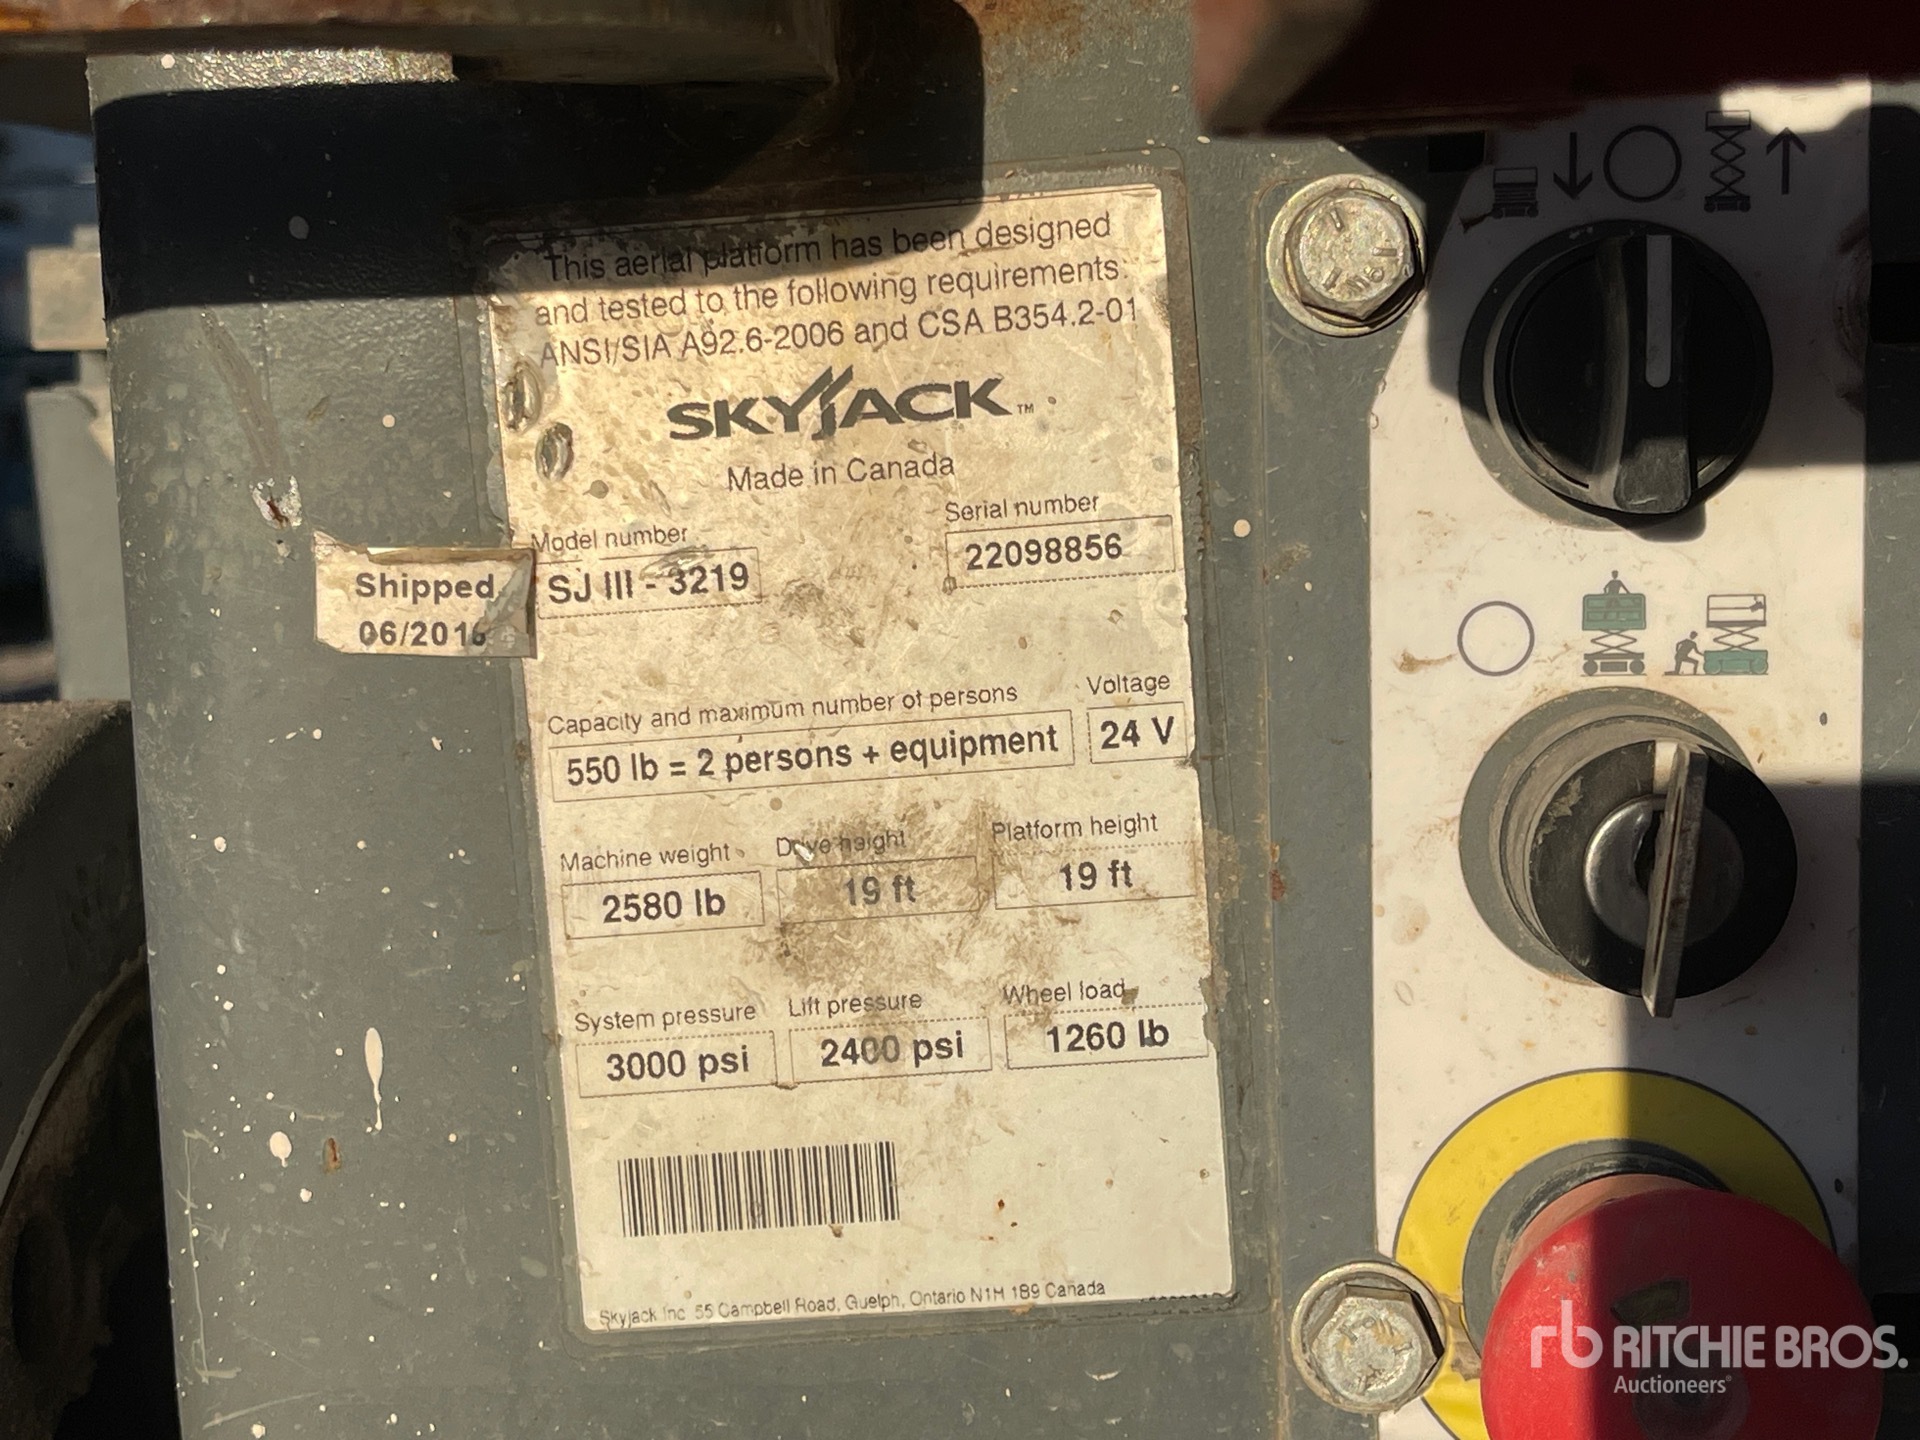 This aerial platform has been designed
and tested to the following requirements:
ANSI/SIA A92.6-2006 and CSA B354.2-01
SKYJACK™
Made in Canada
Model number
SJ III - 3219
Serial number
22098856
Shipped
Capacity and maximum number of persons
550 lb = 2 persons + equipment
Voltage
24 V
Machine weight
2580 lb
Drive height
19 ft
Platform height
19 ft
System pressure
3000 psi
Lift pressure
2400 psi
Wheel load
1260 lb
Skyjack Inc 55 Campbell Road, Guelph, Ontario N1H 1B9 Canada
rb RITCHIE BROS.
Auctioneers®